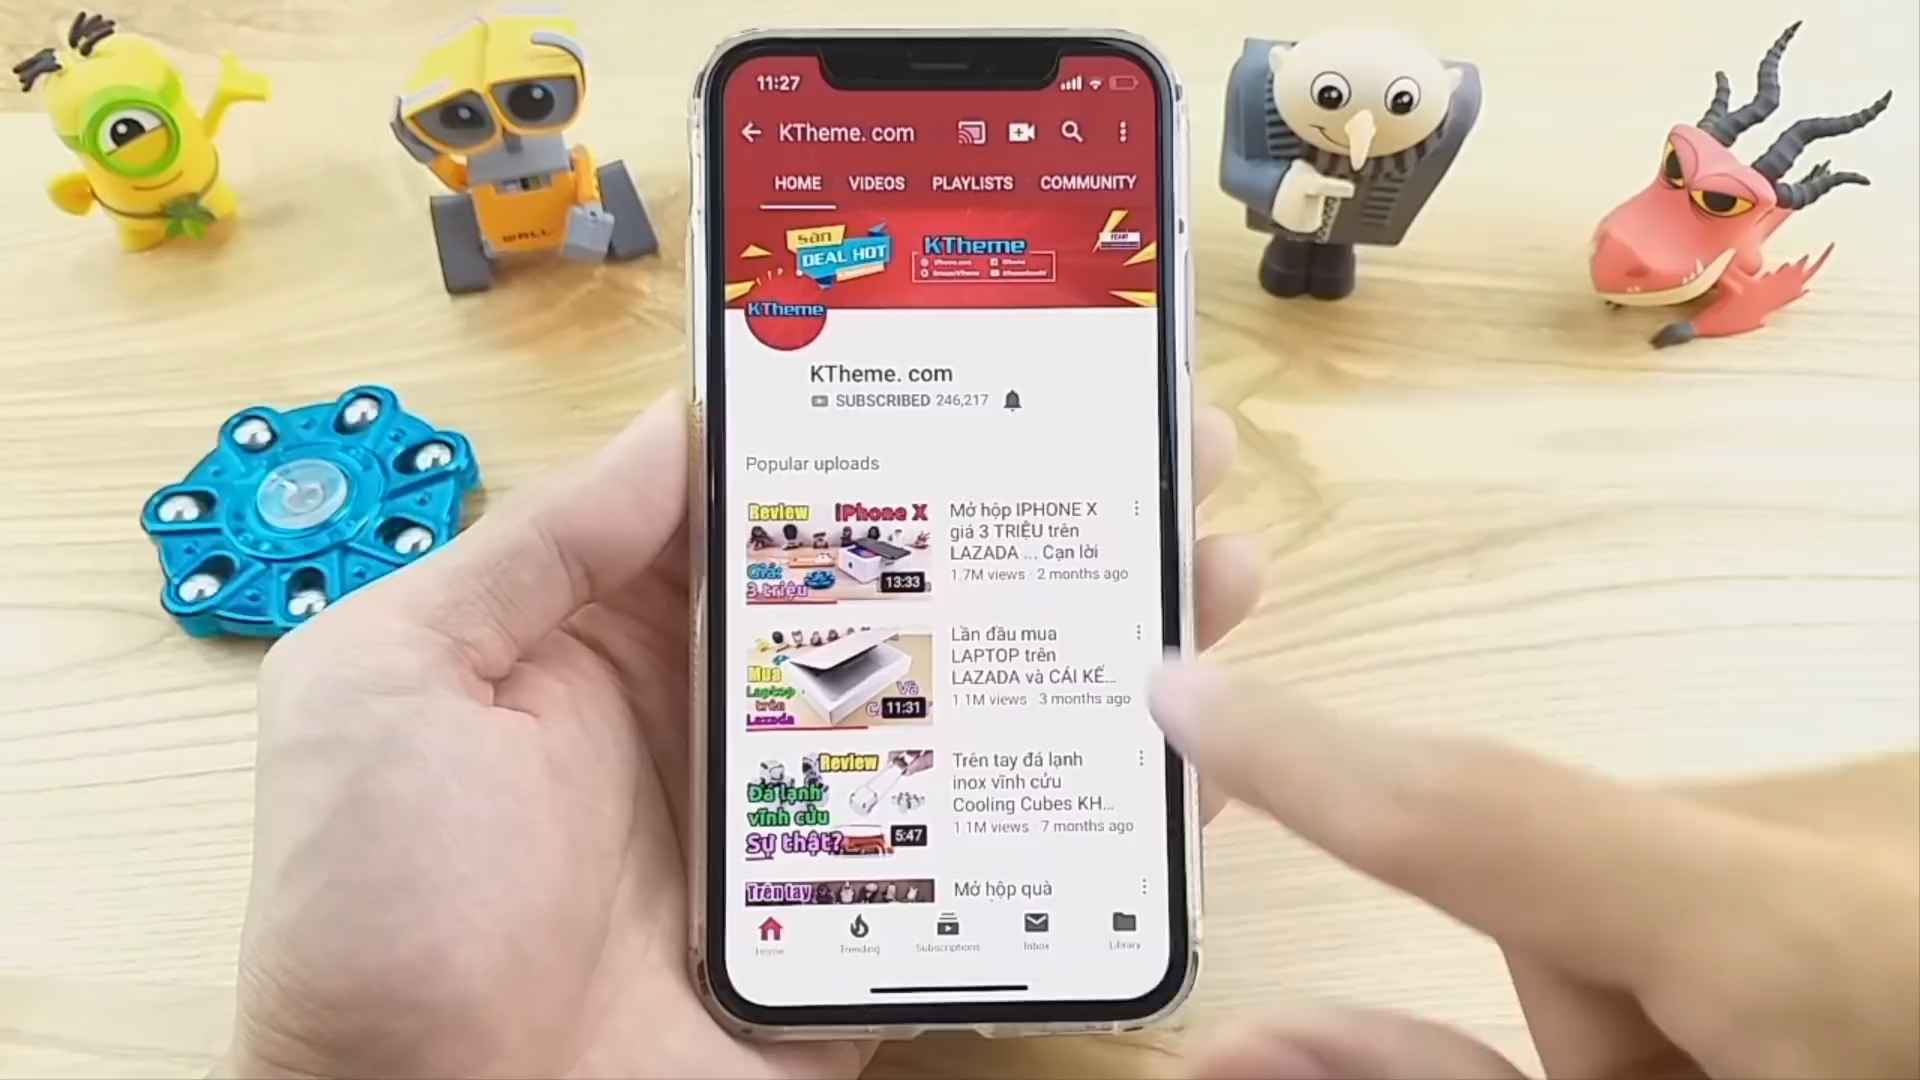 11:27
KTheme. com
HOME VIDEOS PLAYLISTS COMMUNITY
săn
DEAL HOT
KTheme
KTheme
KTheme. com
SUBSCRIBED 246,217
Popular uploads
Review iPhone X
Giá:
3 triệu
13:33
Mở hộp IPHONE X
giá 3 TRIỆU trên
LAZADA ... Cạn lời
1.7M views · 2 months ago
Mua
Laptop
trên
Lazada
Và
11:31
Lần đầu mua
LAPTOP trên
LAZADA và CÁI KẾ...
1.1M views · 3 months ago
Review
Đá lạnh
vĩnh cửu
Sự thật?
5:47
Trên tay đá lạnh
inox vĩnh cửu
Cooling Cubes KH...
1.1M views · 7 months ago
Trên tay
Mở hộp quà
Home Trending Subscriptions Inbox Library
WALL